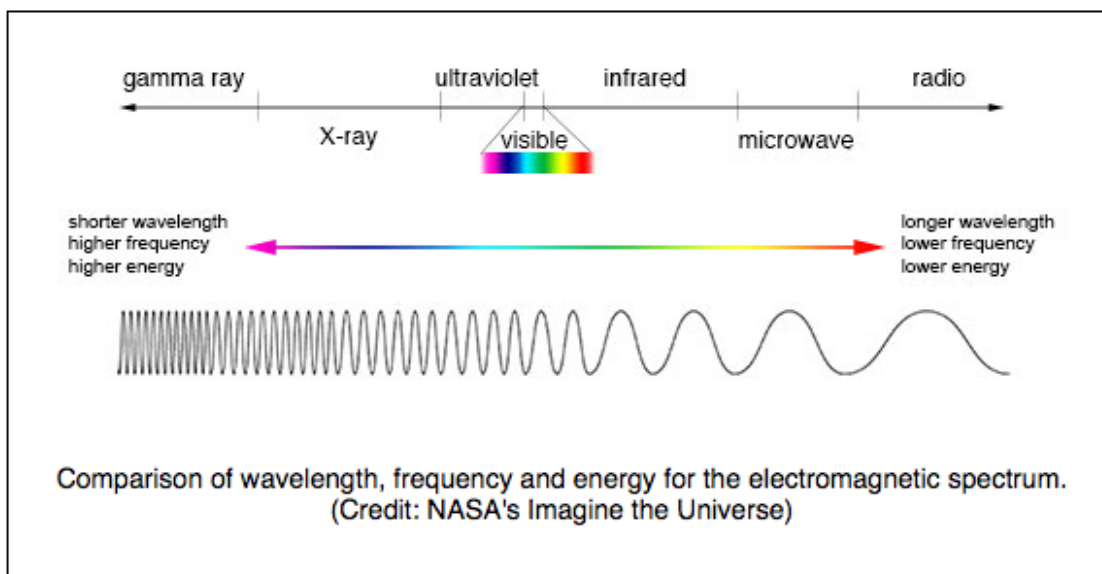 gamma ray
ultraviolet
infrared
radio
X-ray
visible
microwave
shorter wavelength
higher frequency
higher energy
longer wavelength
lower frequency
lower energy
Comparison of wavelength, frequency and energy for the electromagnetic spectrum.
(Credit: NASA's Imagine the Universe)